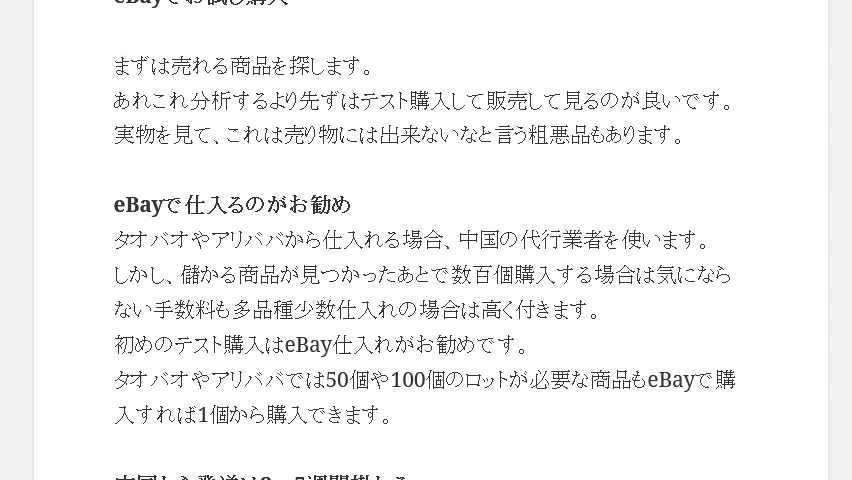 eBayでお試し購入
まずは売れる商品を探します。
あれこれ分析するより先ずはテスト購入して販売して見るのが良いです。
実物を見て、これは売り物には出来ないなと言う粗悪品もあります。
eBayで仕入るのがお勧め
タオバオやアリババから仕入れる場合、中国の代行業者を使います。
しかし、儲かる商品が見つかったあとで数百個購入する場合は気になら
ない手数料も多品種少数仕入れの場合は高く付きます。
初めのテスト購入はeBay仕入れがお勧めです。
タオバオやアリババでは50個や100個のロットが必要な商品もeBayで購
入すれば1個から購入できます。